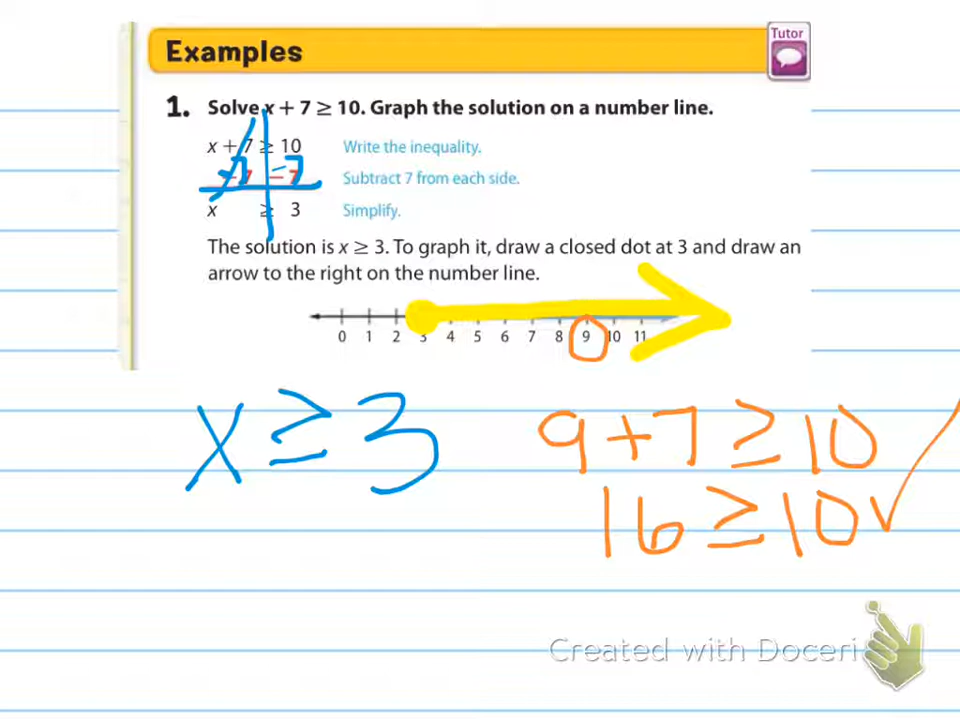 Examples
Tutor
1. Solve x + 7 ≥ 10. Graph the solution on a number line.
x + 7 ≥ 10 Write the inequality.
− 7 − 7 Subtract 7 from each side.
-7 -7
x ≥ 3 Simplify.
The solution is x ≥ 3. To graph it, draw a closed dot at 3 and draw an
arrow to the right on the number line.
0 1 2 3 4 5 6 7 8 9 10 11
x ≥ 3
9 + 7 ≥ 10
16 ≥ 10 ✓
Created with Doceri